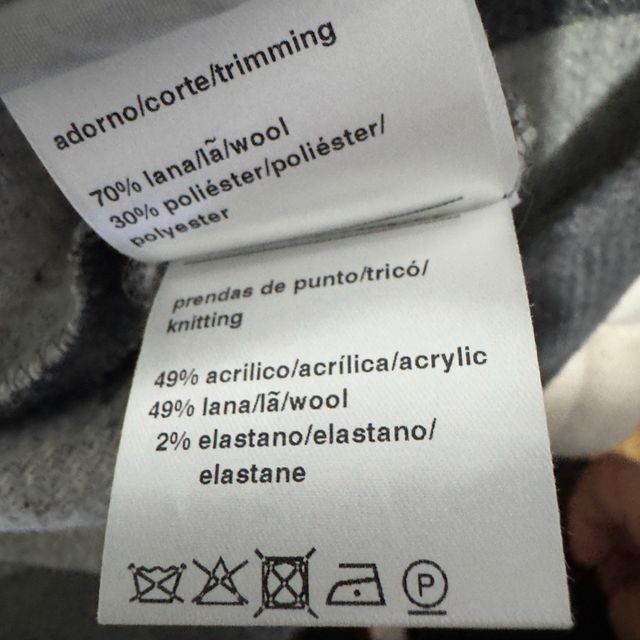 adorno/corte/trimming
70% lana/lã/wool
30% poliéster/poliéster/
polyester
prendas de punto/tricó/
knitting
49% acrilico/acrílica/acrylic
49% lana/lã/wool
2% elastano/elastano/
elastane
P